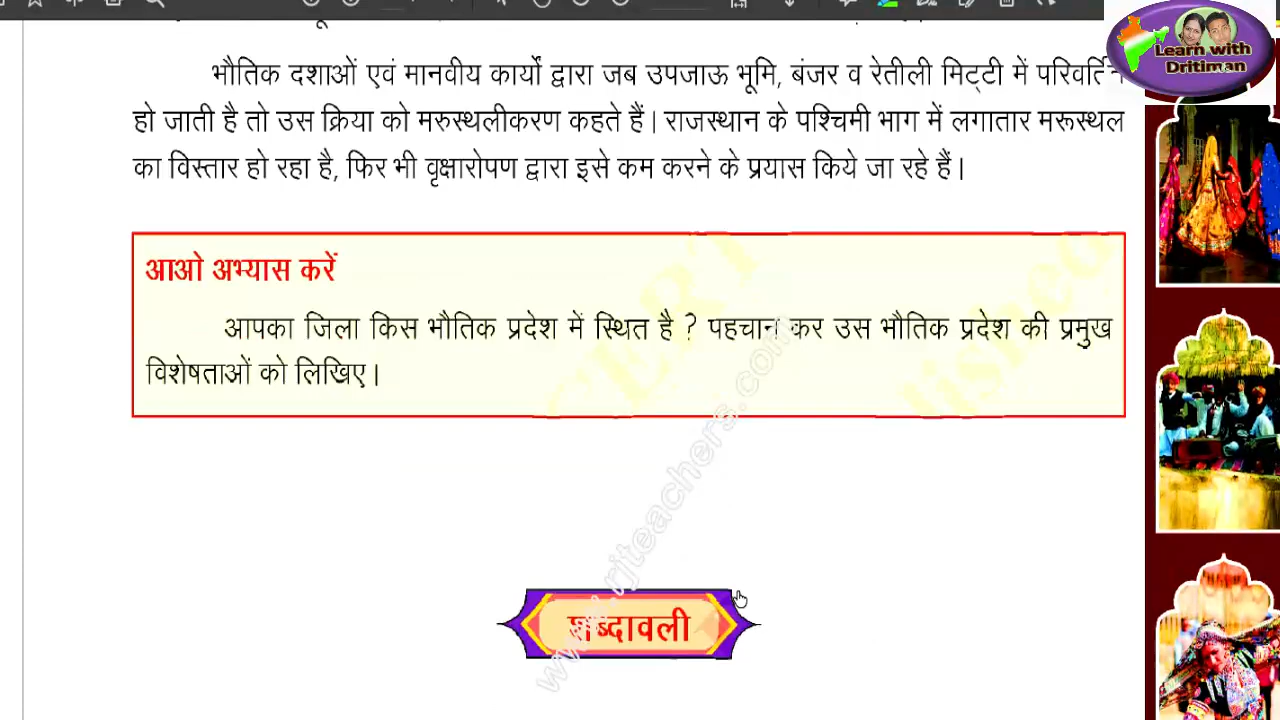 Learn with
Dritiman
भौतिक दशाओं एवं मानवीय कार्यों द्वारा जब उपजाऊ भूमि, बंजर व रेतीली मिट्टी में परिवर्तित
हो जाती है तो उस क्रिया को मरुस्थलीकरण कहते हैं। राजस्थान के पश्चिमी भाग में लगातार मरूस्थल
का विस्तार हो रहा है, फिर भी वृक्षारोपण द्वारा इसे कम करने के प्रयास किये जा रहे हैं।
आओ अभ्यास करें
आपका जिला किस भौतिक प्रदेश में स्थित है ? पहचान कर उस भौतिक प्रदेश की प्रमुख
विशेषताओं को लिखिए।
शब्दावली